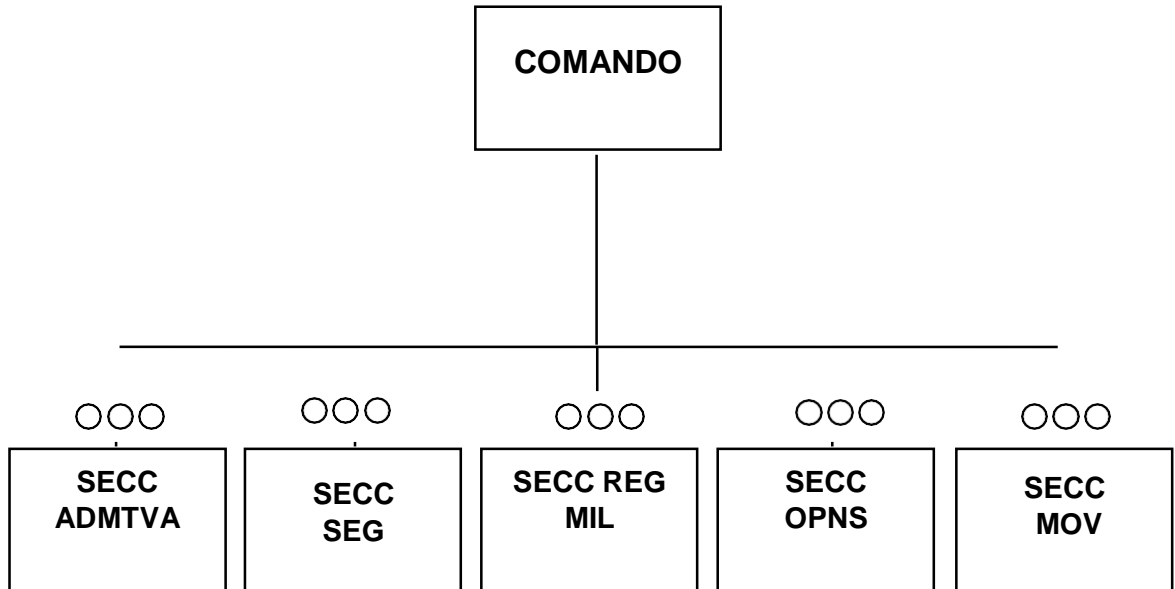 COMANDO
SECC
ADMTVA
SECC
SEG
SECC REG
MIL
SECC
OPNS
SECC
MOV